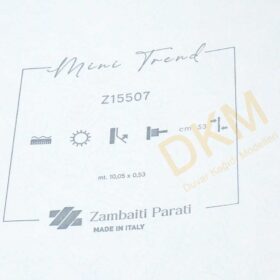 Mini Trend
Z15507
cm 53
mt. 10,05 x 0,53
DKM
Duvar Kağıdı Modelleri
Zambaiti Parati
MADE IN ITALY